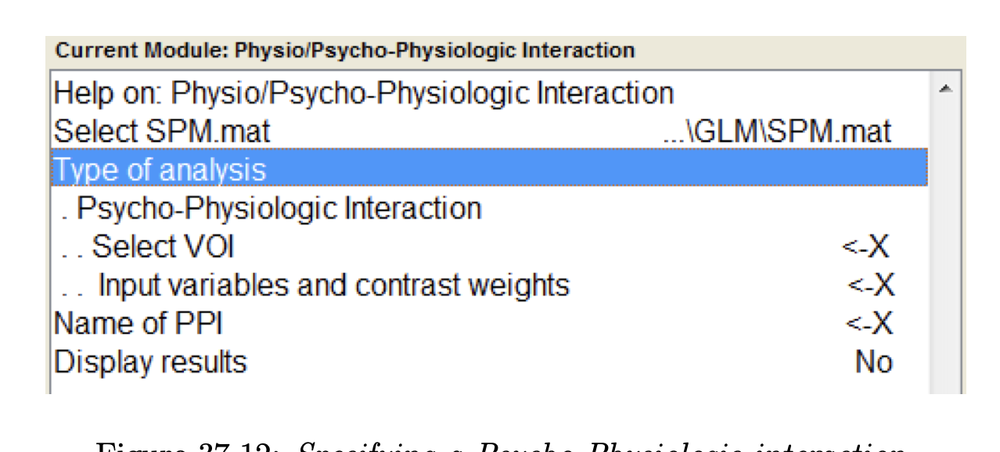 Current Module: Physio/Psycho-Physiologic Interaction
Help on: Physio/Psycho-Physiologic Interaction
Select SPM.mat ...\GLM\SPM.mat
Type of analysis
. Psycho-Physiologic Interaction
. . Select VOI <-X
. . Input variables and contrast weights <-X
Name of PPI <-X
Display results No
Figure 37.12: Specifying a Psycho-Physiologic interaction